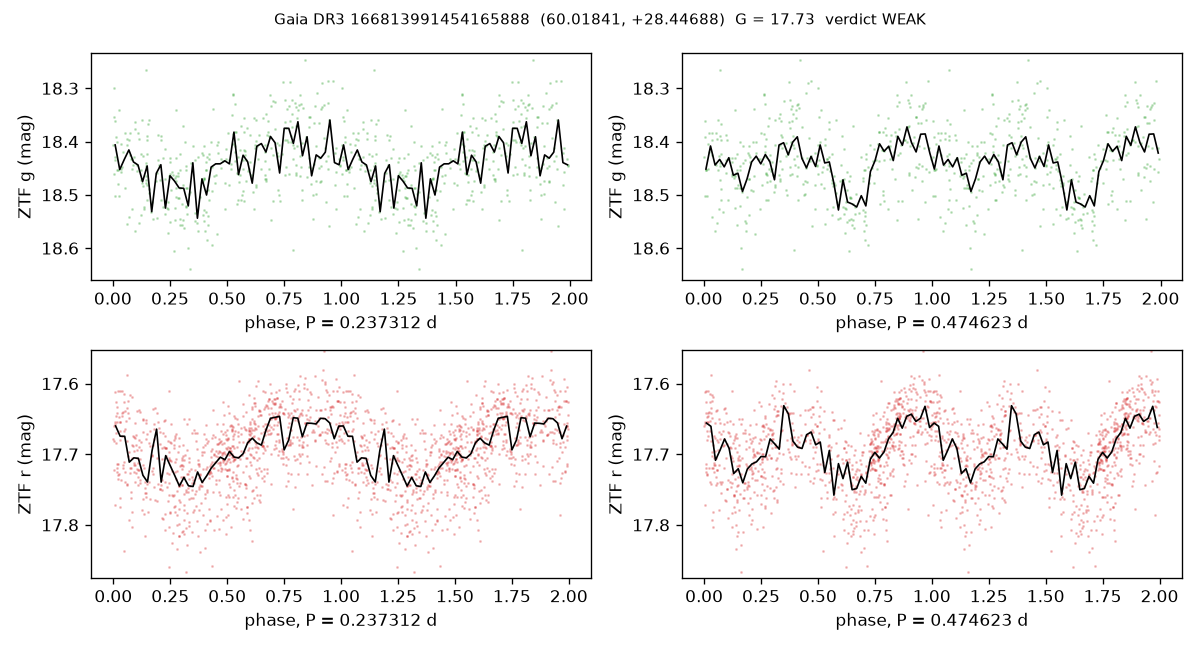 Gaia DR3 166813991454165888  (60.01841, +28.44688)  G = 17.73  verdict WEAK
ZTF g (mag)
18.3
18.4
18.5
18.6
0.00 0.25 0.50 0.75 1.00 1.25 1.50 1.75 2.00
phase, P = 0.237312 d
ZTF g (mag)
18.3
18.4
18.5
18.6
0.00 0.25 0.50 0.75 1.00 1.25 1.50 1.75 2.00
phase, P = 0.474623 d
ZTF r (mag)
17.6
17.7
17.8
0.00 0.25 0.50 0.75 1.00 1.25 1.50 1.75 2.00
phase, P = 0.237312 d
ZTF r (mag)
17.6
17.7
17.8
0.00 0.25 0.50 0.75 1.00 1.25 1.50 1.75 2.00
phase, P = 0.474623 d